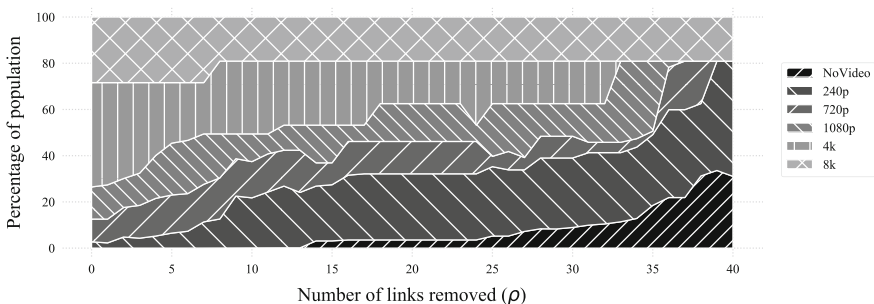 100
80
60
40
20
0
Percentage of population
0 5 10 15 20 25 30 35 40
Number of links removed (ρ)
NoVideo
240p
720p
1080p
4k
8k